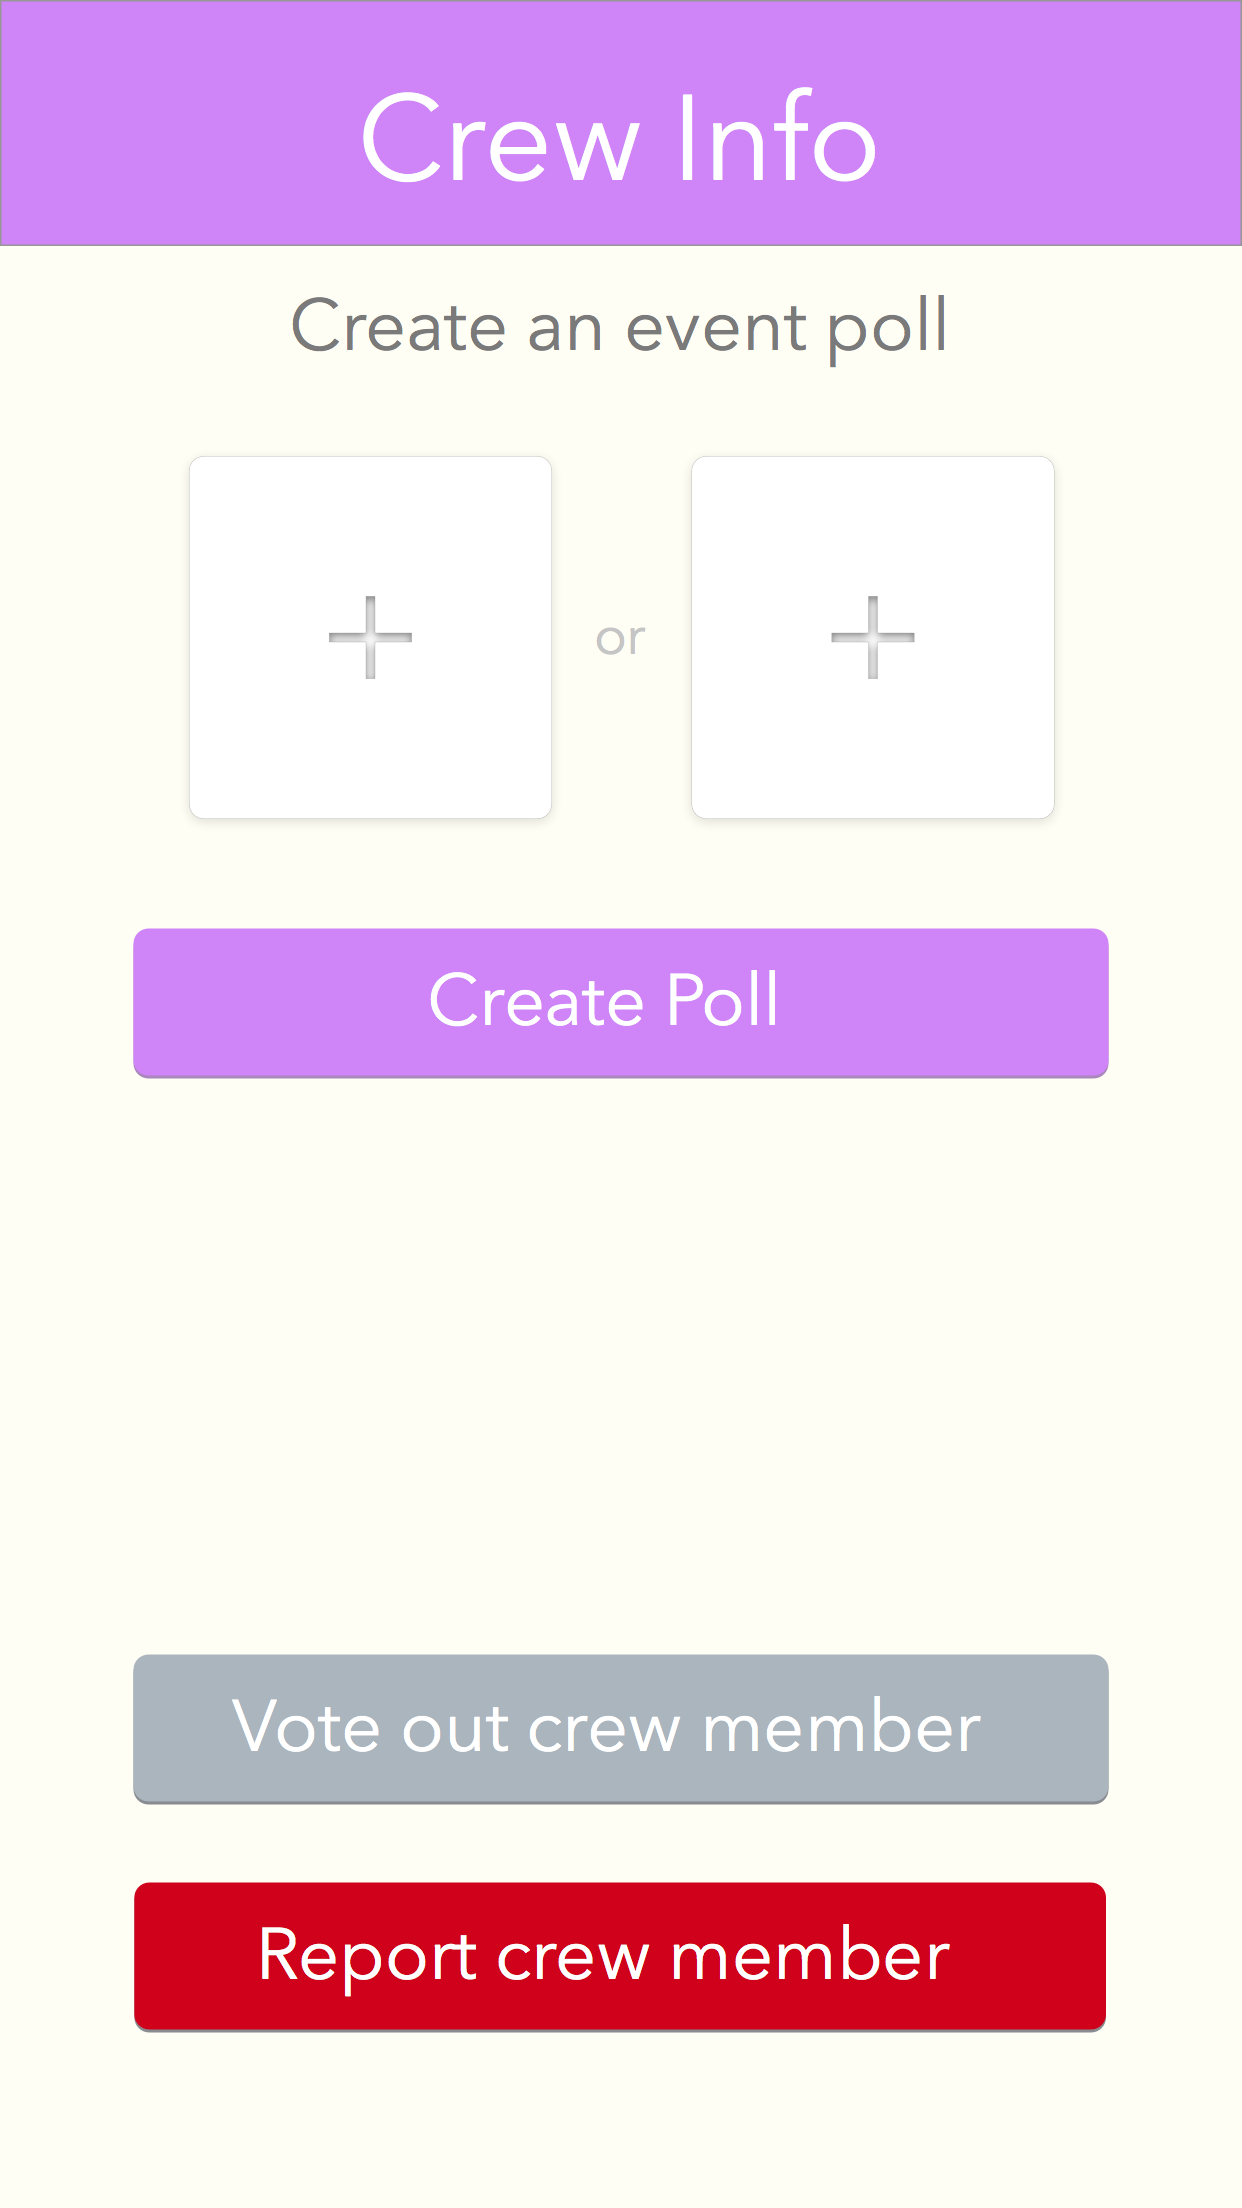 Crew Info
Create an event poll
or
Create Poll
Vote out crew member
Report crew member